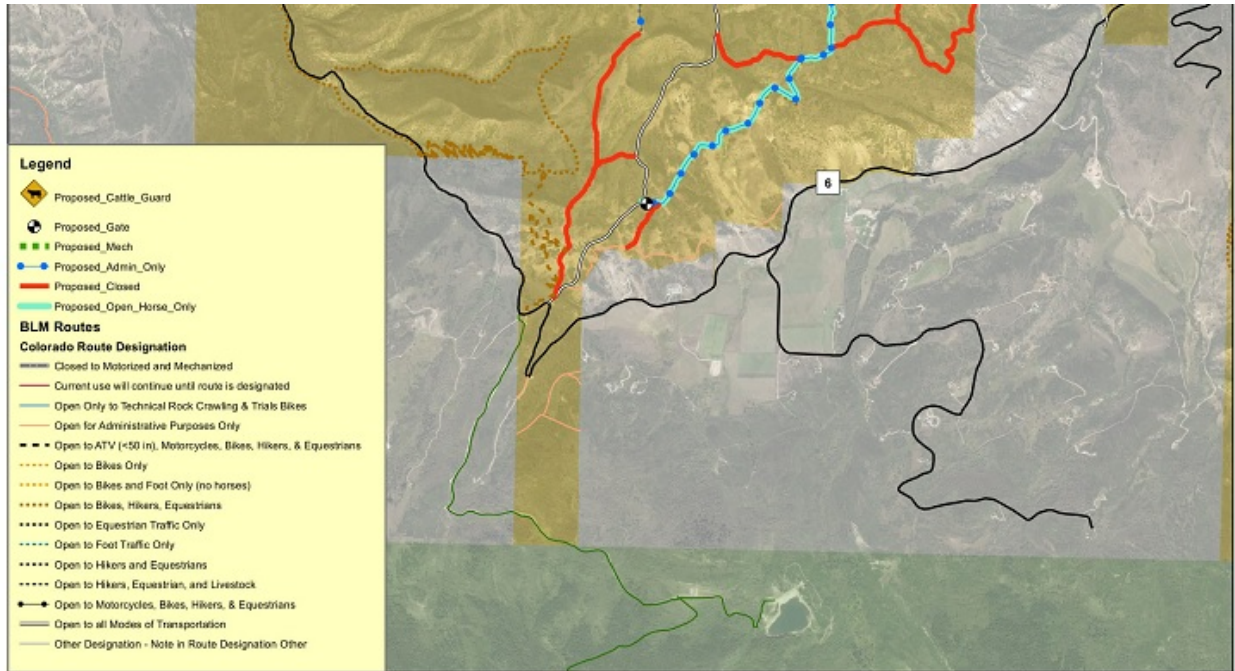 Legend
Proposed_Cattle_Guard
Proposed_Gate
Proposed_Mech
Proposed_Admin_Only
Proposed_Closed
Proposed_Open_Horse_Only
BLM Routes
Colorado Route Designation
Closed to Motorized and Mechanized
Current use will continue until route is designated
Open Only to Technical Rock Crawling & Trials Bikes
Open for Administrative Purposes Only
Open to ATV (<50 in), Motorcycles, Bikes, Hikers, & Equestrians
Open to Bikes Only
Open to Bikes and Foot Only (no horses)
Open to Bikes, Hikers, Equestrians
Open to Equestrian Traffic Only
Open to Foot Traffic Only
Open to Hikers and Equestrians
Open to Hikers, Equestrian, and Livestock
Open to Motorcycles, Bikes, Hikers, & Equestrians
Open to all Modes of Transportation
Other Designation - Note in Route Designation Other
6